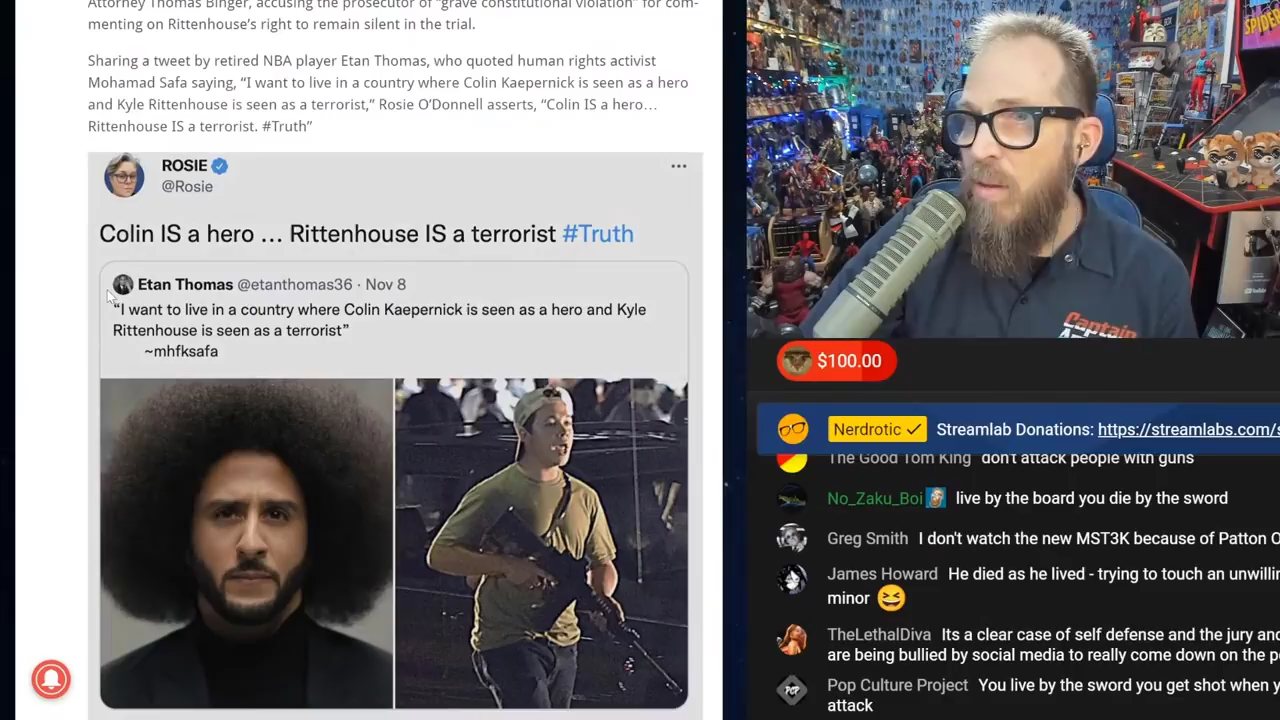 Attorney Thomas Binger, accusing the prosecutor of “grave constitutional violation” for com-
menting on Rittenhouse’s right to remain silent in the trial.
Sharing a tweet by retired NBA player Etan Thomas, who quoted human rights activist
Mohamad Safa saying, “I want to live in a country where Colin Kaepernick is seen as a hero
and Kyle Rittenhouse is seen as a terrorist,” Rosie O’Donnell asserts, “Colin IS a hero…
Rittenhouse IS a terrorist. #Truth”
ROSIE
@Rosie
Colin IS a hero ... Rittenhouse IS a terrorist #Truth
Etan Thomas @etanthomas36 · Nov 8
“I want to live in a country where Colin Kaepernick is seen as a hero and Kyle
Rittenhouse is seen as a terrorist”
~mhfksafa
Captain
$100.00
Nerdrotic Streamlab Donations: https://streamlabs.com/s
The Good Tom King don't attack people with guns
No_Zaku_Boi live by the board you die by the sword
Greg Smith I don't watch the new MST3K because of Patton O
James Howard He died as he lived - trying to touch an unwillin
minor
TheLethalDiva Its a clear case of self defense and the jury and
are being bullied by social media to really come down on the p
POP
Pop Culture Project You live by the sword you get shot when y
attack